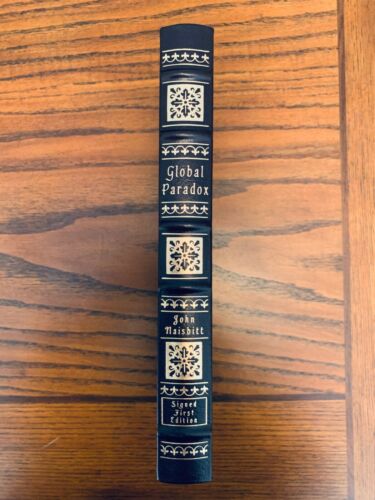 Global
Paradox
John
Naisbitt
Signed
First
Edition